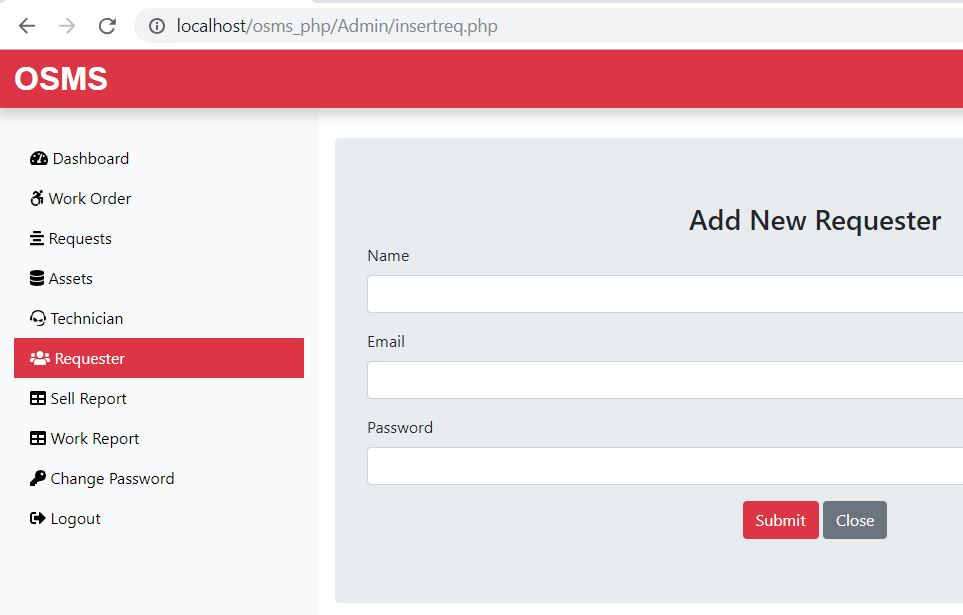 localhost/osms_php/Admin/insertreq.php
OSMS
Dashboard
Work Order
Requests
Assets
Technician
Requester
Sell Report
Work Report
Change Password
Logout
Add New Requester
Name
Email
Password
Submit Close